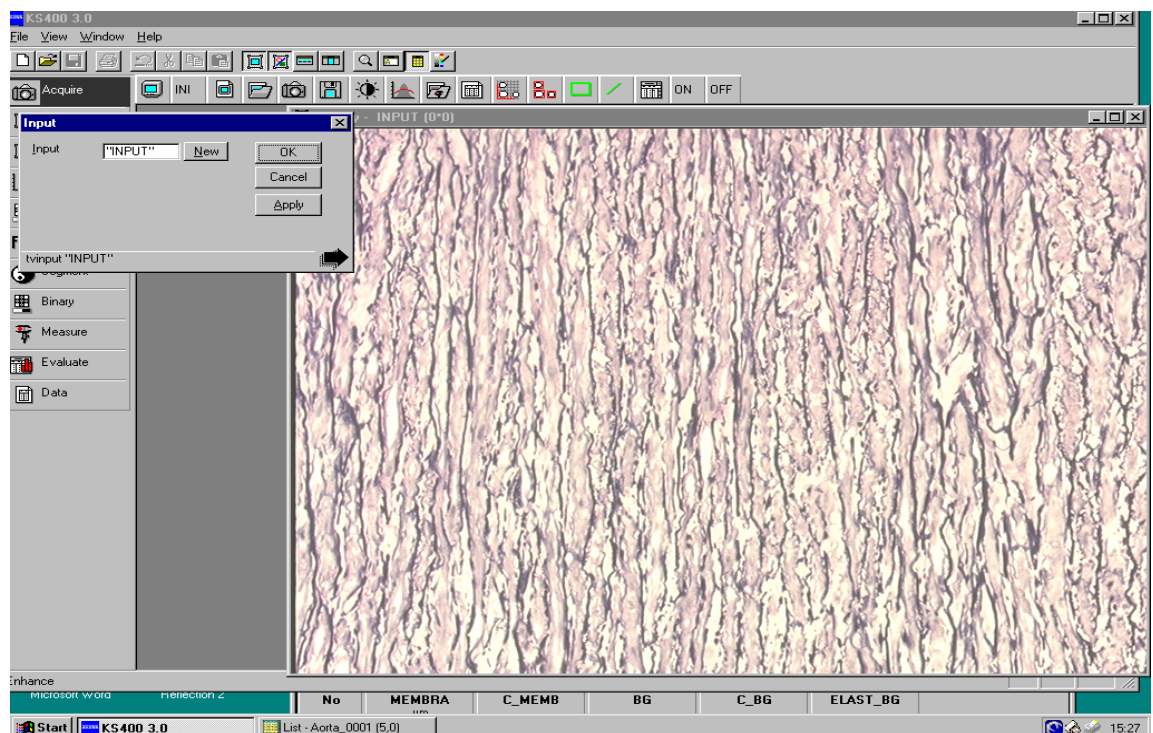 KS400 3.0
File View Window Help
Acquire
INI
ON OFF
Input
- INPUT (0*0)
Input "INPUT" New OK
Cancel
Apply
tvinput "INPUT"
Segment
Binary
Measure
Evaluate
Data
Enhance
Microsoft Word Reflection 2
No MEMBRA C_MEMB BG C_BG ELAST_BG
Start KS400 3.0 List - Aorta_0001 (5,0) 15:27